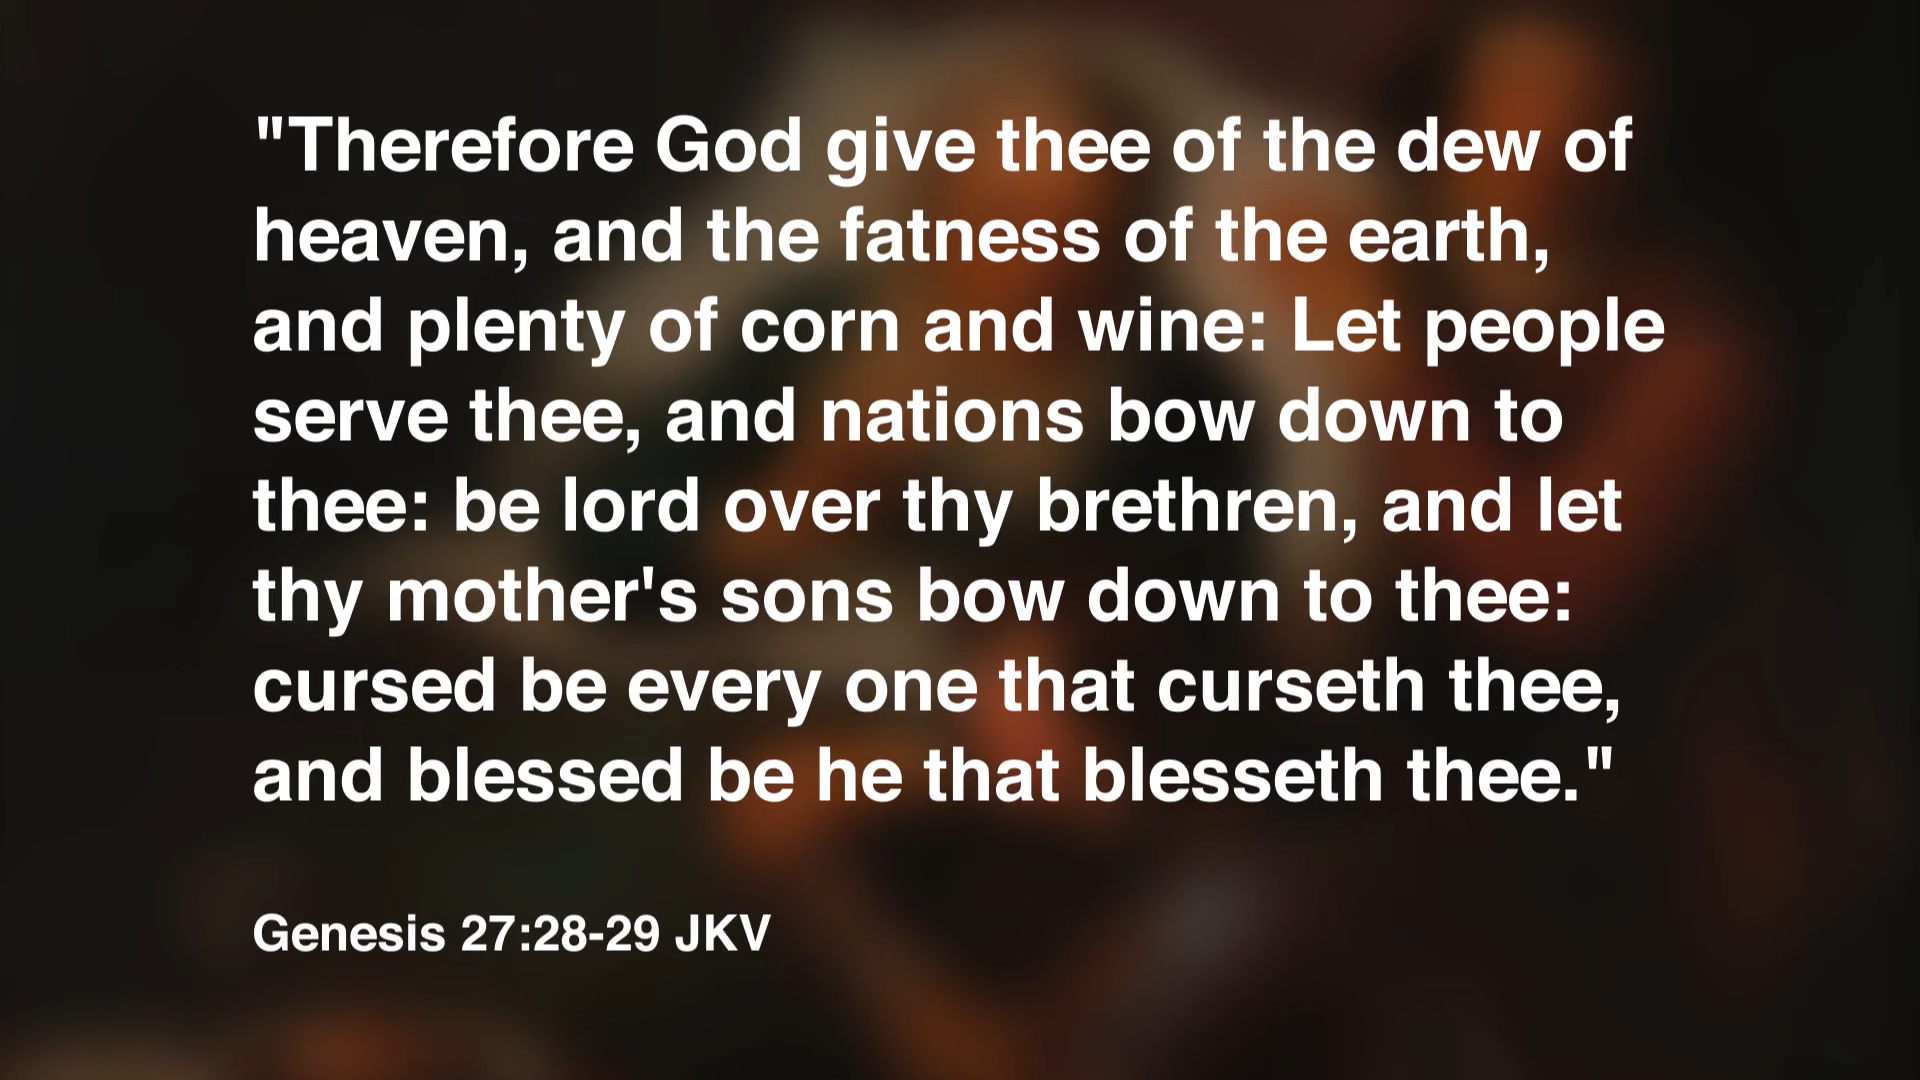 "Therefore God give thee of the dew of
heaven, and the fatness of the earth,
and plenty of corn and wine: Let people
serve thee, and nations bow down to
thee: be lord over thy brethren, and let
thy mother's sons bow down to thee:
cursed be every one that curseth thee,
and blessed be he that blesseth thee."
Genesis 27:28-29 JKV